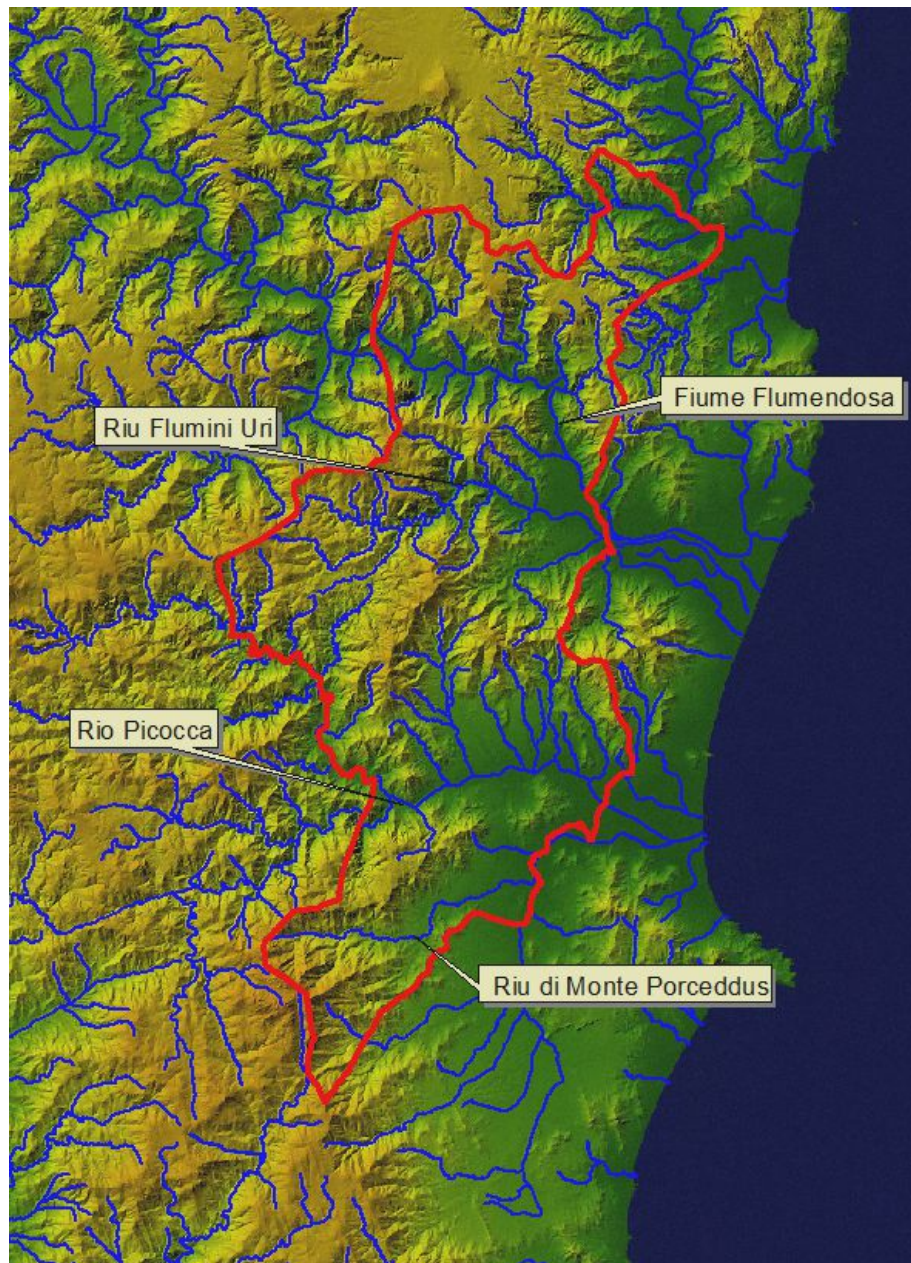 Fiume Flumendosa
Riu Flumini Uri
Rio Picocca
Riu di Monte Porceddus